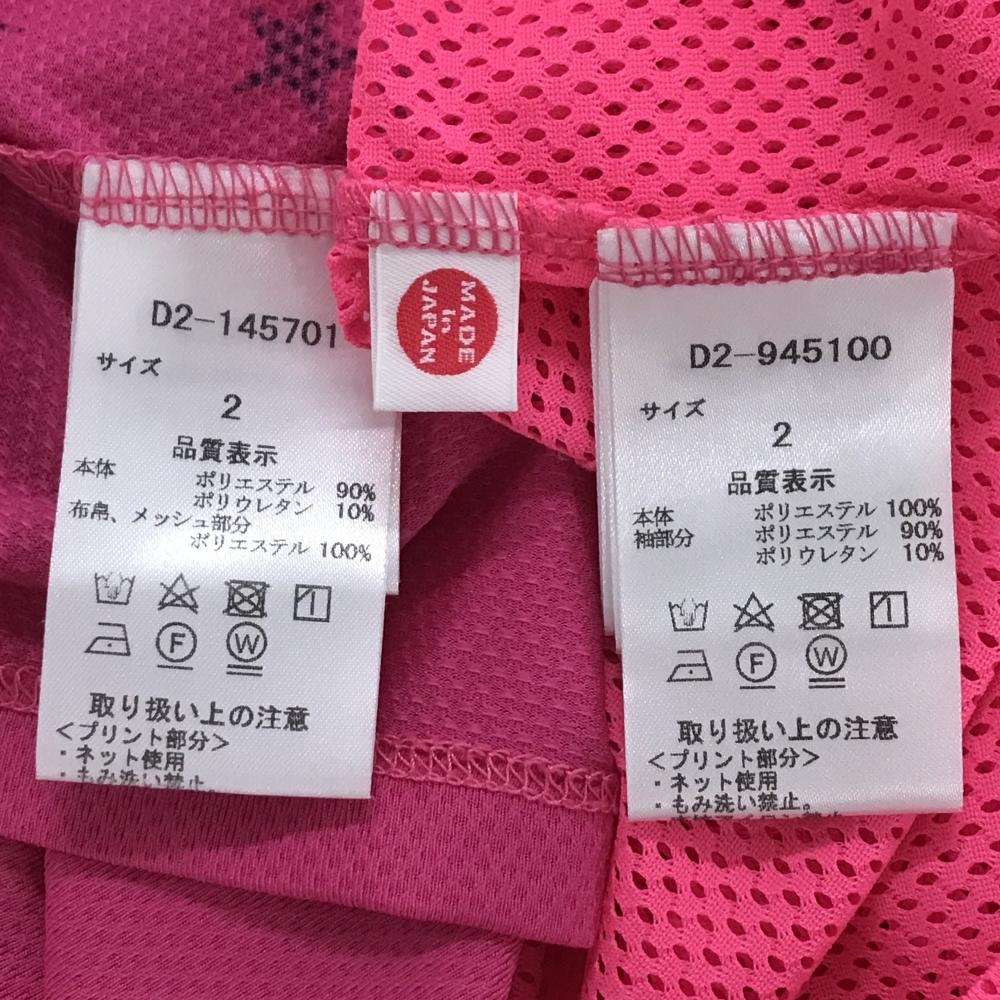 D2-145701
サイズ
2
品質表示
本体 ポリエステル 90%
ポリウレタン 10%
布帛、メッシュ部分
ポリエステル 100%
F W
取り扱い上の注意
<プリント部分>
・ネット使用
・もみ洗い禁止。
MADE
in
JAPAN
D2-945100
サイズ
2
品質表示
本体 ポリエステル 100%
袖部分 ポリエステル 90%
ポリウレタン 10%
F W
取り扱い上の注意
<プリント部分>
・ネット使用
・もみ洗い禁止。